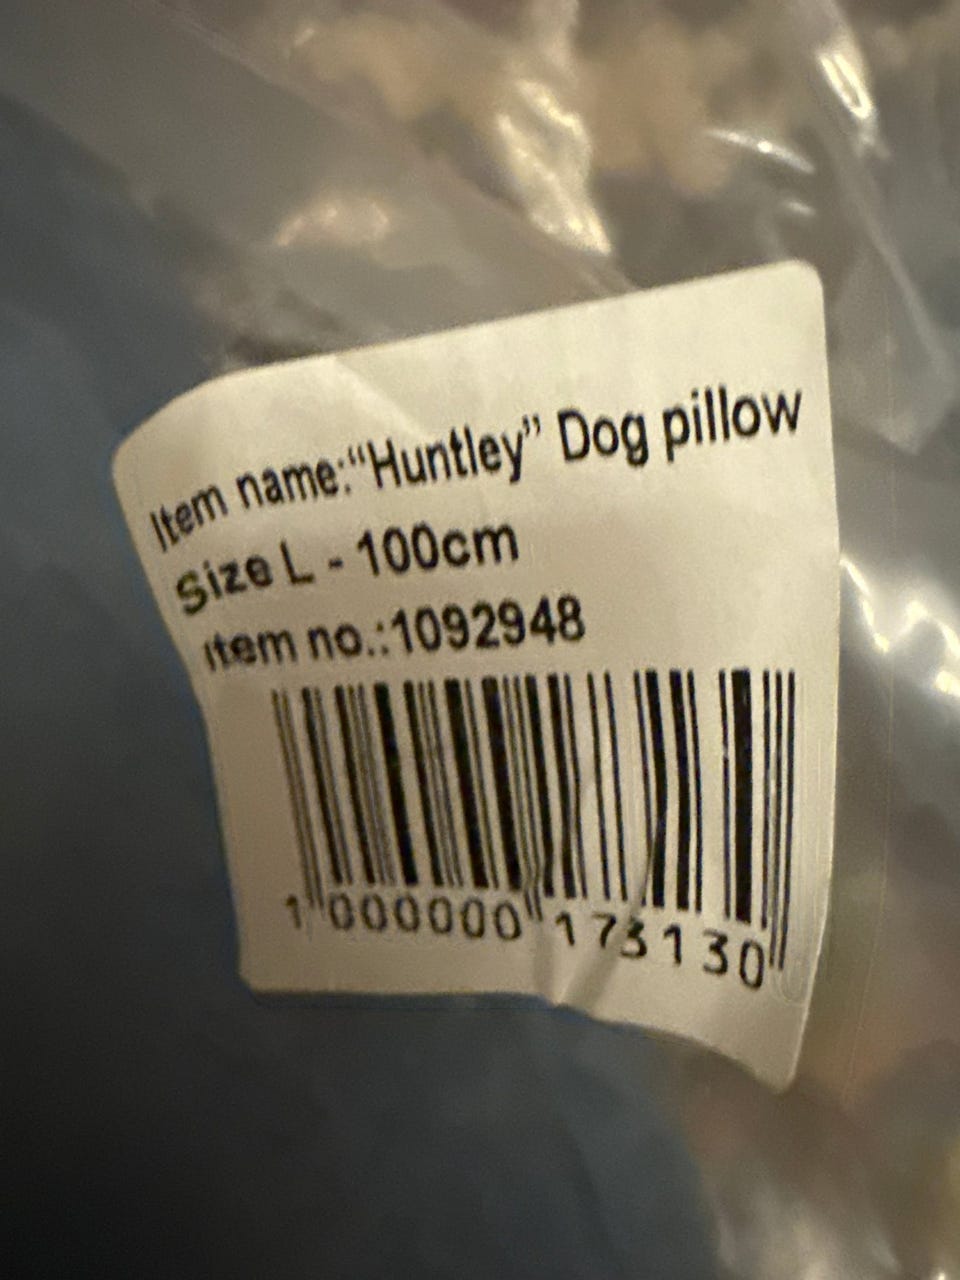 Item name:“Huntley” Dog pillow
Size L - 100cm
Item no.:1092948
1 000000 173130